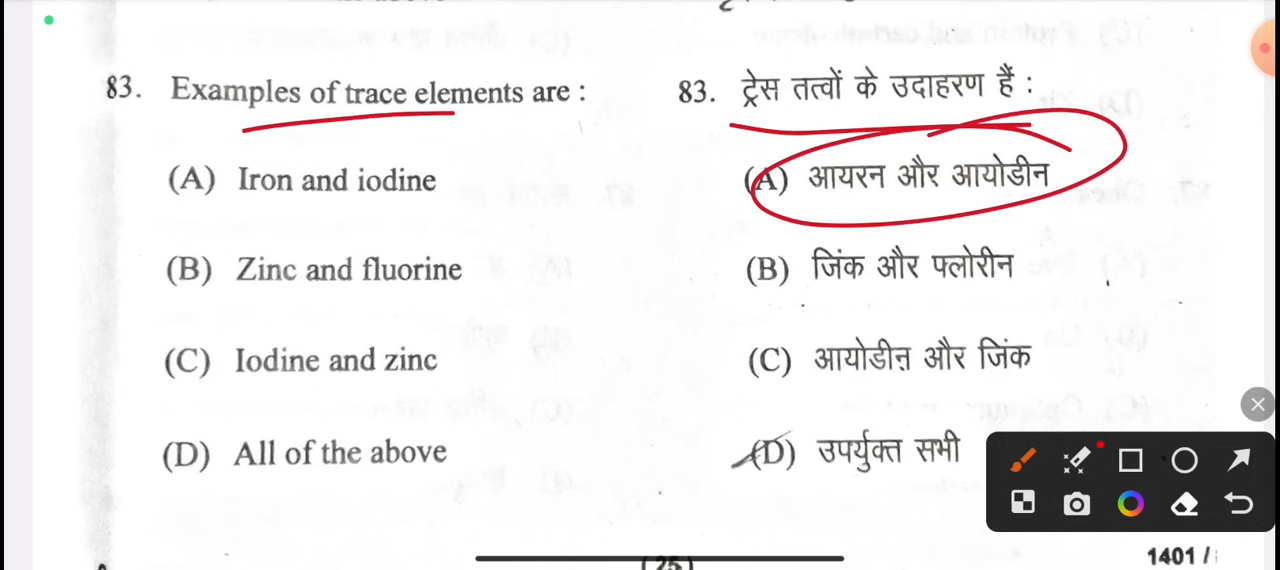 83. Examples of trace elements are :
(A) Iron and iodine
(B) Zinc and fluorine
(C) Iodine and zinc
(D) All of the above
83. ट्रेस तत्वों के उदाहरण हैं :
(A) आयरन और आयोडीन
(B) जिंक और फ्लोरीन
(C) आयोडीन और जिंक
(D) उपर्युक्त सभी
(25)
1401 /